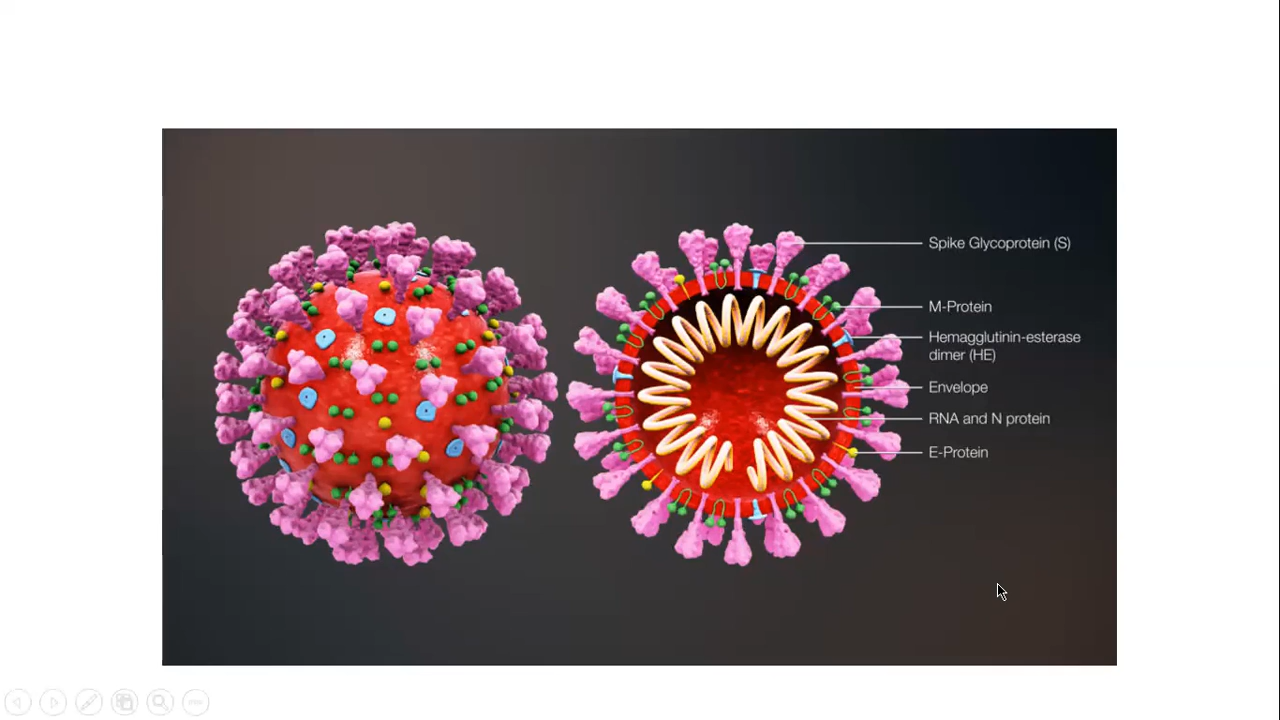 Spike Glycoprotein (S)
M-Protein
Hemagglutinin-esterase
dimer (HE)
Envelope
RNA and N protein
E-Protein